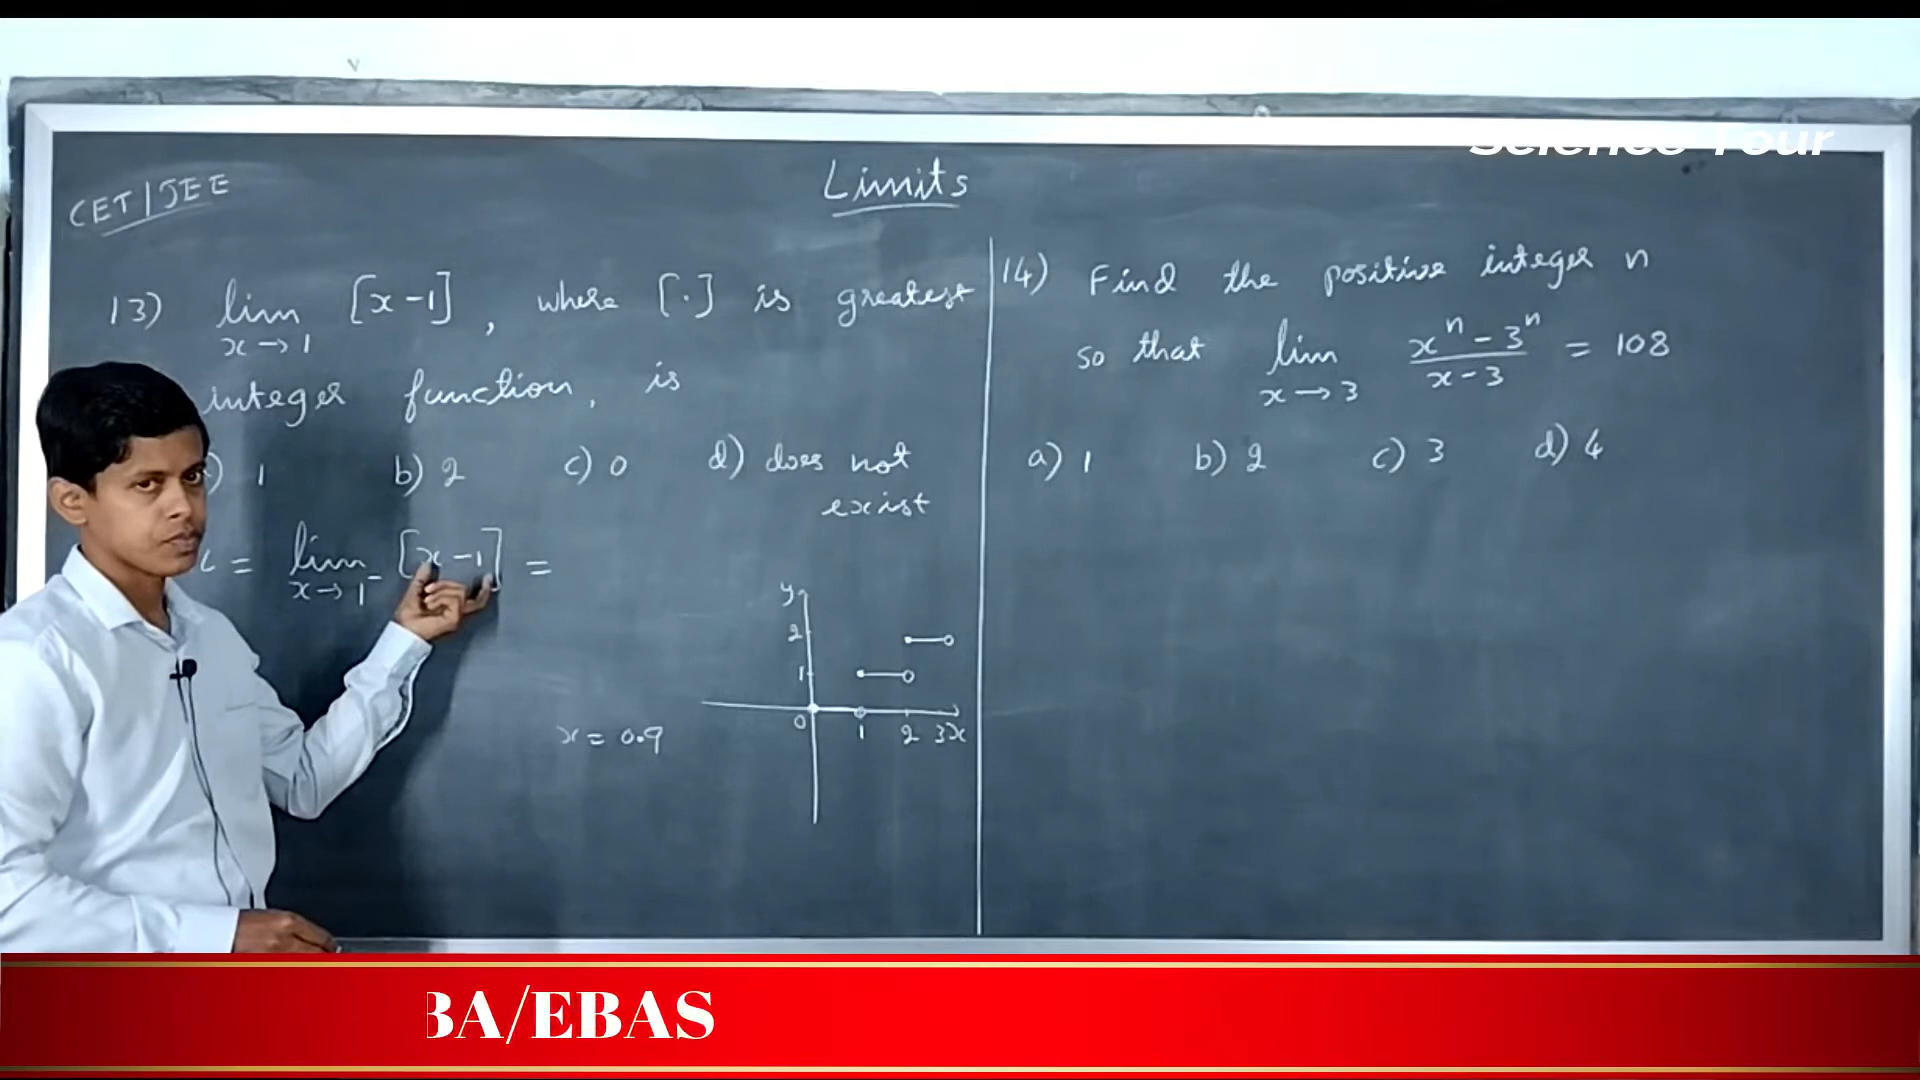 Science Tour
CET/JEE
Limits
13) lim [x-1], where [·] is greatest
x→1
integer function, is
1 b) 2 c) 0 d) does not
exist
= lim [x-1] =
x→1⁻
y
2
1
0 1 2 3 x
x = 0.9
14) Find the positive integer n
so that lim xⁿ - 3ⁿ / x-3 = 108
x→3
a) 1 b) 2 c) 3 d) 4
BA/EBAS